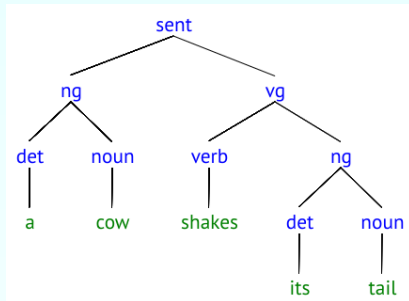 sent
ng vg
det noun verb ng
a cow shakes det noun
its tail